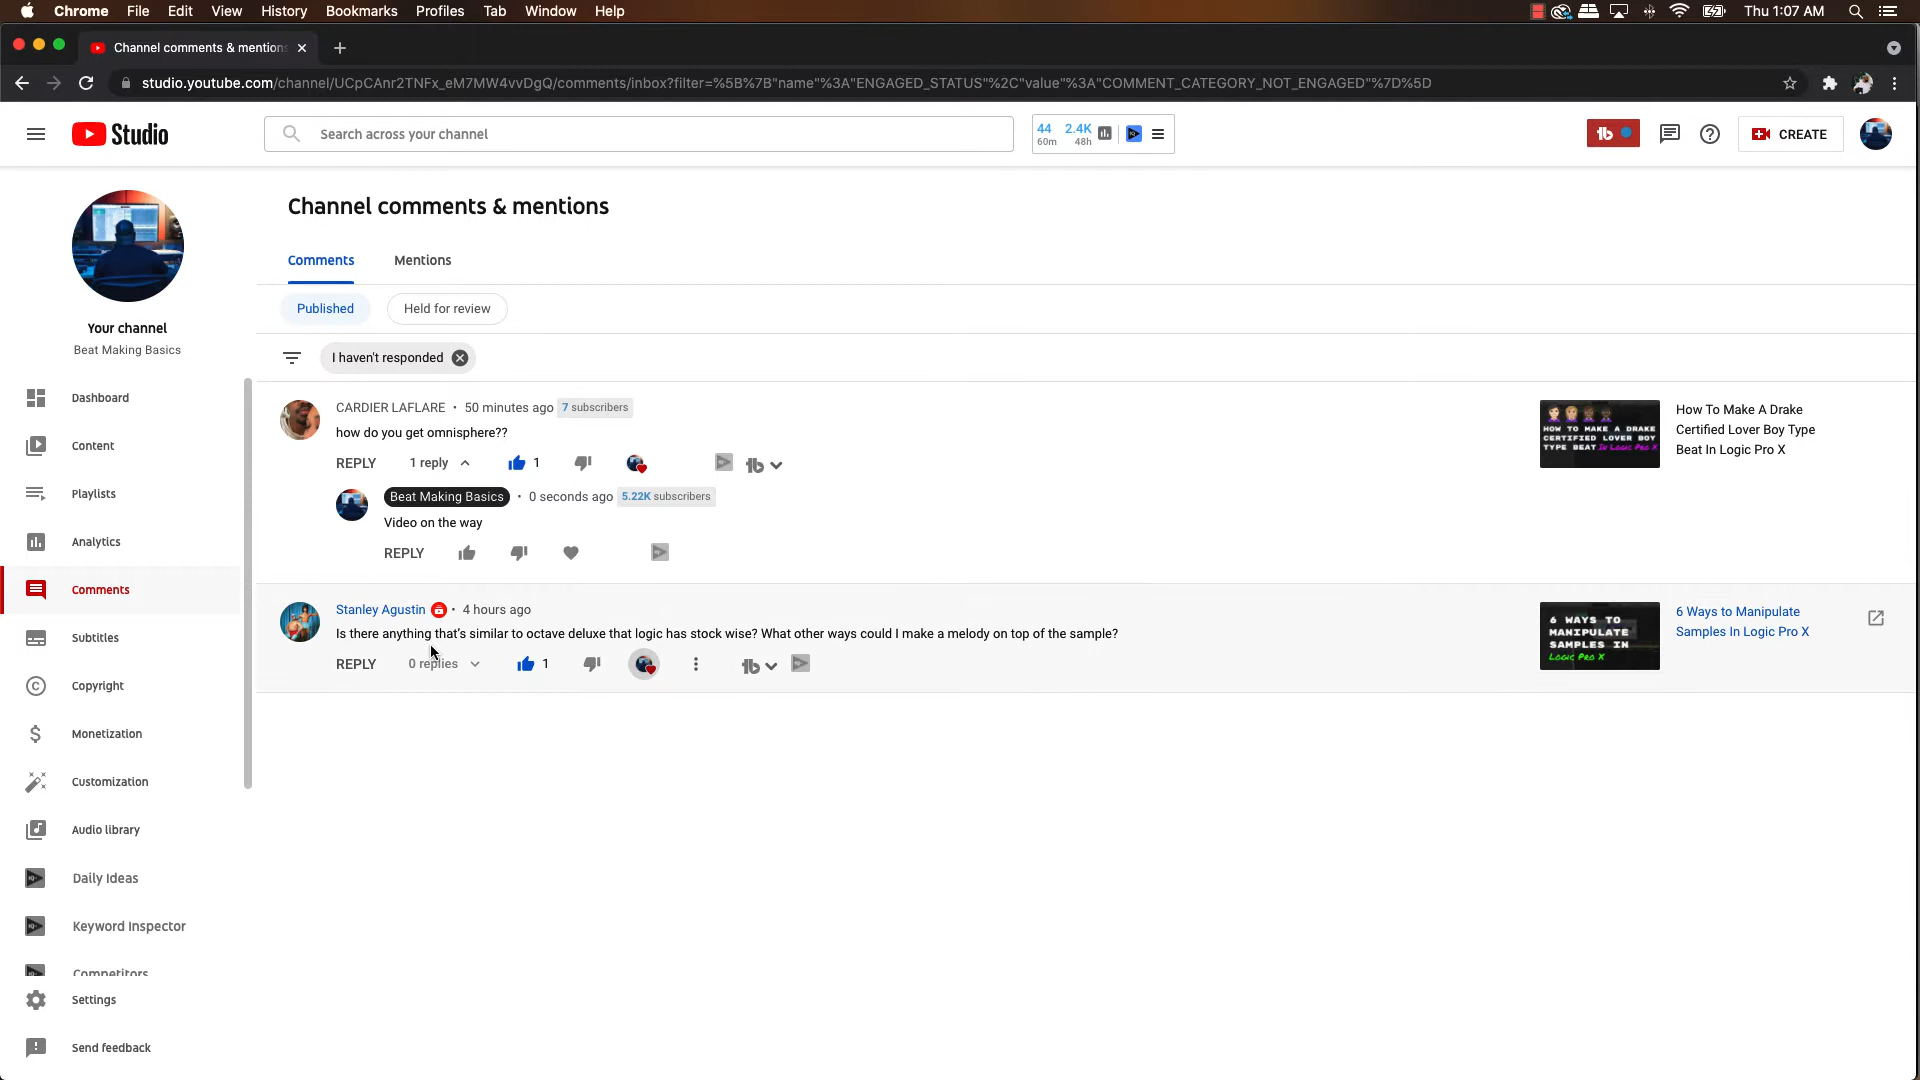 Chrome File Edit View History Bookmarks Profiles Tab Window Help Thu 1:07 AM
Channel comments & mentions
studio.youtube.com/channel/UCpCAnr2TNFx_eM7MW4vvDgQ/comments/inbox?filter=%5B%7B"name"%3A"ENGAGED_STATUS"%2C"value"%3A"COMMENT_CATEGORY_NOT_ENGAGED"%7D%5D
Studio
Search across your channel
44 2.4K
60m 48h
CREATE
Your channel
Beat Making Basics
Dashboard
Content
Playlists
Analytics
Comments
Subtitles
Copyright
Monetization
Customization
Audio library
Daily Ideas
Keyword Inspector
Competitors
Settings
Send feedback
Channel comments & mentions
Comments Mentions
Published Held for review
I haven't responded
CARDIER LAFLARE • 50 minutes ago 7 subscribers
how do you get omnisphere??
REPLY 1 reply 1
Beat Making Basics • 0 seconds ago 5.22K subscribers
Video on the way
REPLY
HOW TO MAKE A DRAKE
CERTIFIED LOVER BOY
TYPE BEAT In Logic Pro X
How To Make A Drake
Certified Lover Boy Type
Beat In Logic Pro X
Stanley Agustin • 4 hours ago
Is there anything that's similar to octave deluxe that logic has stock wise? What other ways could I make a melody on top of the sample?
REPLY 0 replies 1
6 WAYS TO
MANIPULATE
SAMPLES IN
Logic Pro X
6 Ways to Manipulate
Samples In Logic Pro X